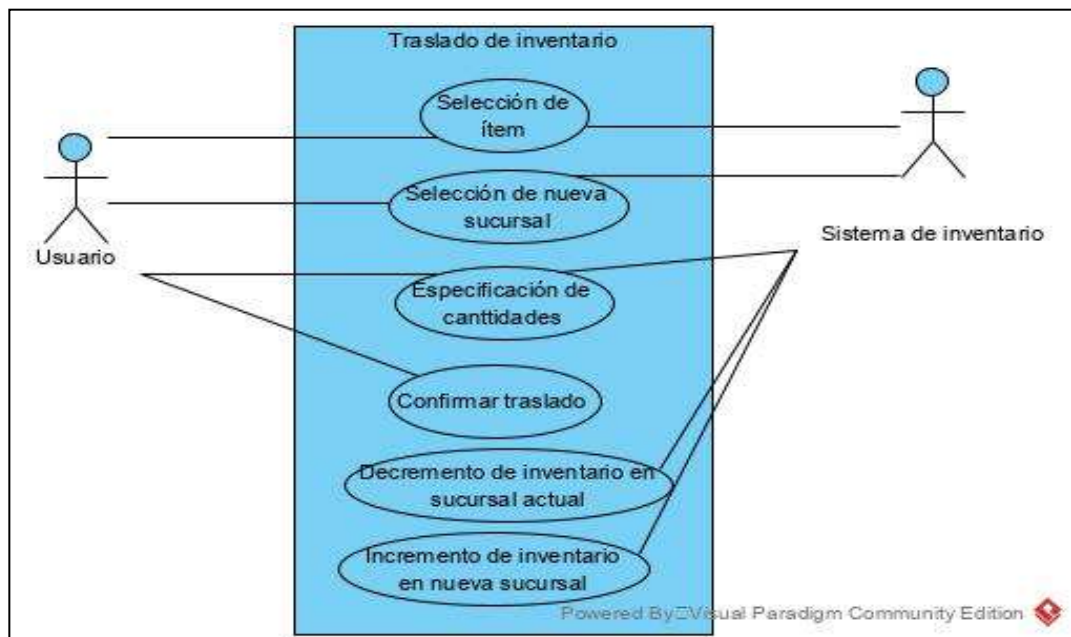 Traslado de inventario
Selección de
ítem
Selección de nueva
sucursal
Usuario
Sistema de inventario
Especificación de
canttidades
Confirmar traslado
Decremento de inventario en
sucursal actual
Incremento de inventario
en nueva sucursal
Powered By Visual Paradigm Community Edition